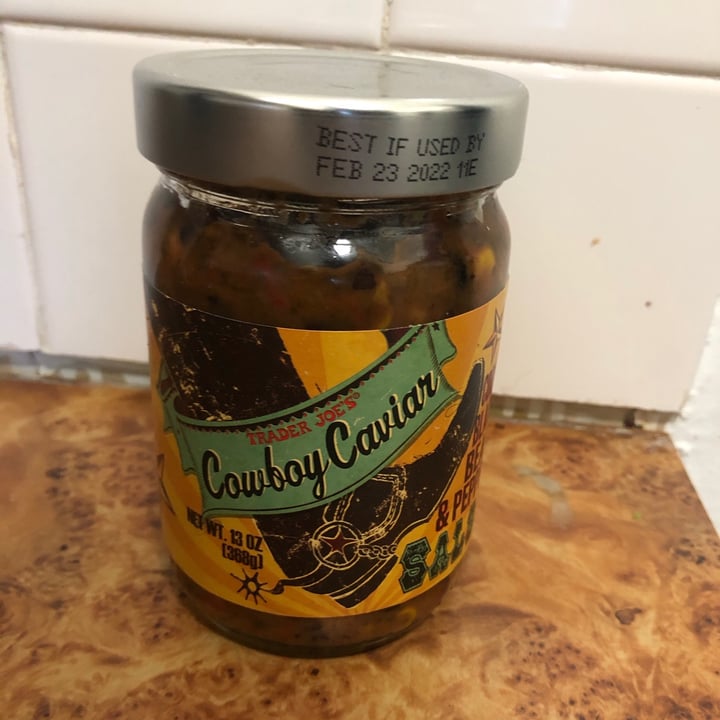 BEST IF USED BY
FEB 23 2022 11E
TRADER JOE'S®
Cowboy Caviar
NET WT. 13 OZ
(368g)
&